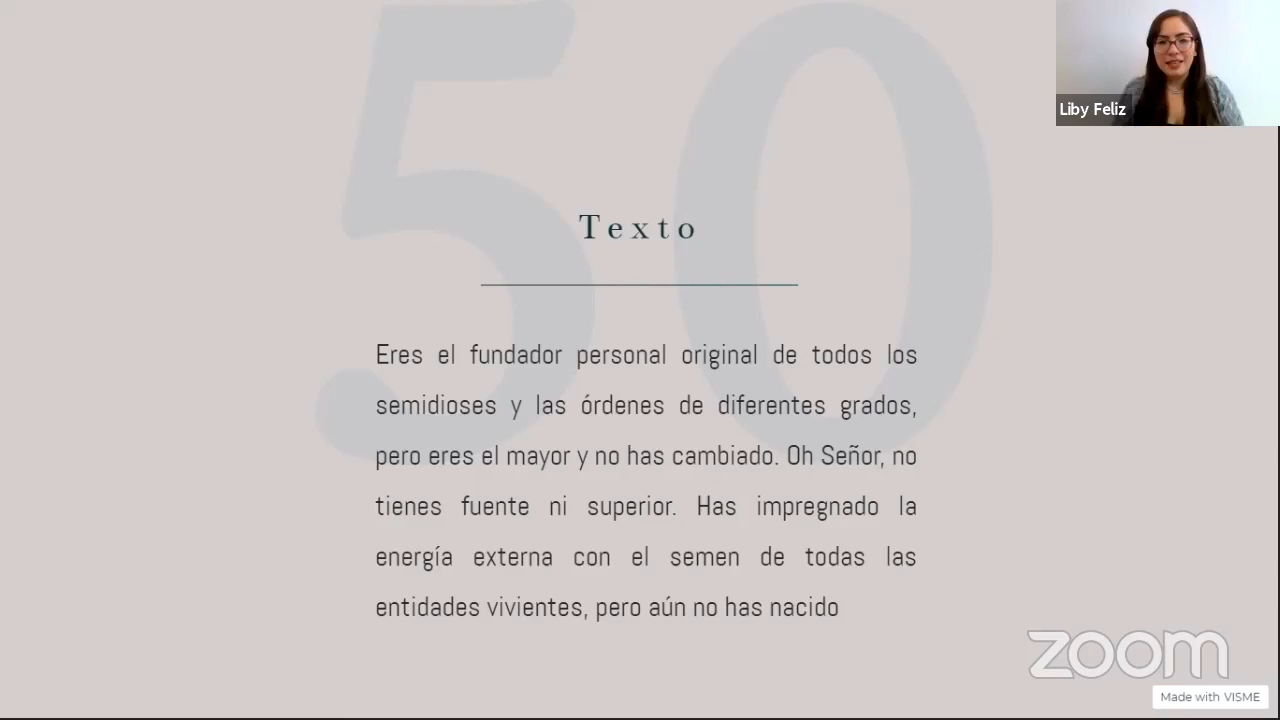 50
Liby Feliz
Texto
Eres el fundador personal original de todos los
semidioses y las órdenes de diferentes grados,
pero eres el mayor y no has cambiado. Oh Señor, no
tienes fuente ni superior. Has impregnado la
energía externa con el semen de todas las
entidades vivientes, pero aún no has nacido
zoom
Made with VISME